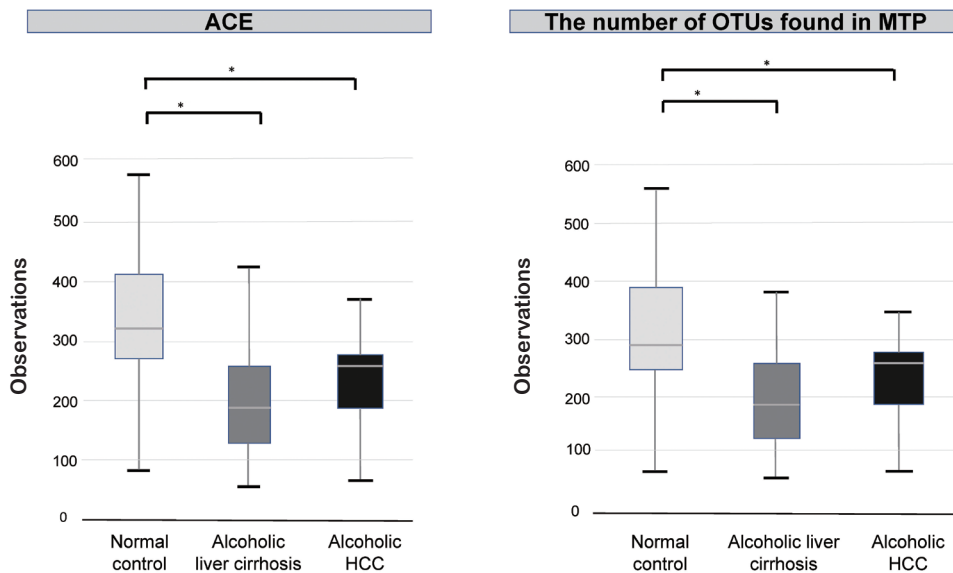 ACE
*
*
600
500
400
300
200
100
0
Observations
Normal
control
Alcoholic
liver cirrhosis
Alcoholic
HCC
The number of OTUs found in MTP
*
*
600
500
400
300
200
100
0
Observations
Normal
control
Alcoholic liver
cirrhosis
Alcoholic
HCC